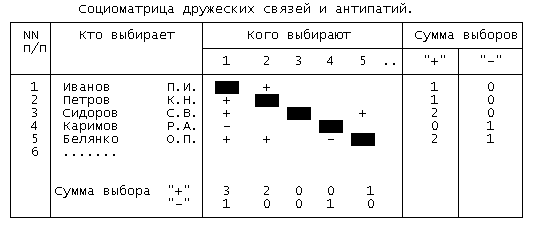 Социоматрица дружеских связей и антипатий.
NN п/п Кто выбирает Кого выбирают Сумма выборов
1 2 3 4 5 .. "+" "-"
1 Иванов П.И. + 1 0
2 Петров К.Н. + 1 0
3 Сидоров С.В. + + 2 0
4 Каримов Р.А. - 0 1
5 Белянко О.П. + + - 2 1
6 .......
Сумма выбора "+" 3 2 0 0 1
"-" 1 0 0 1 0